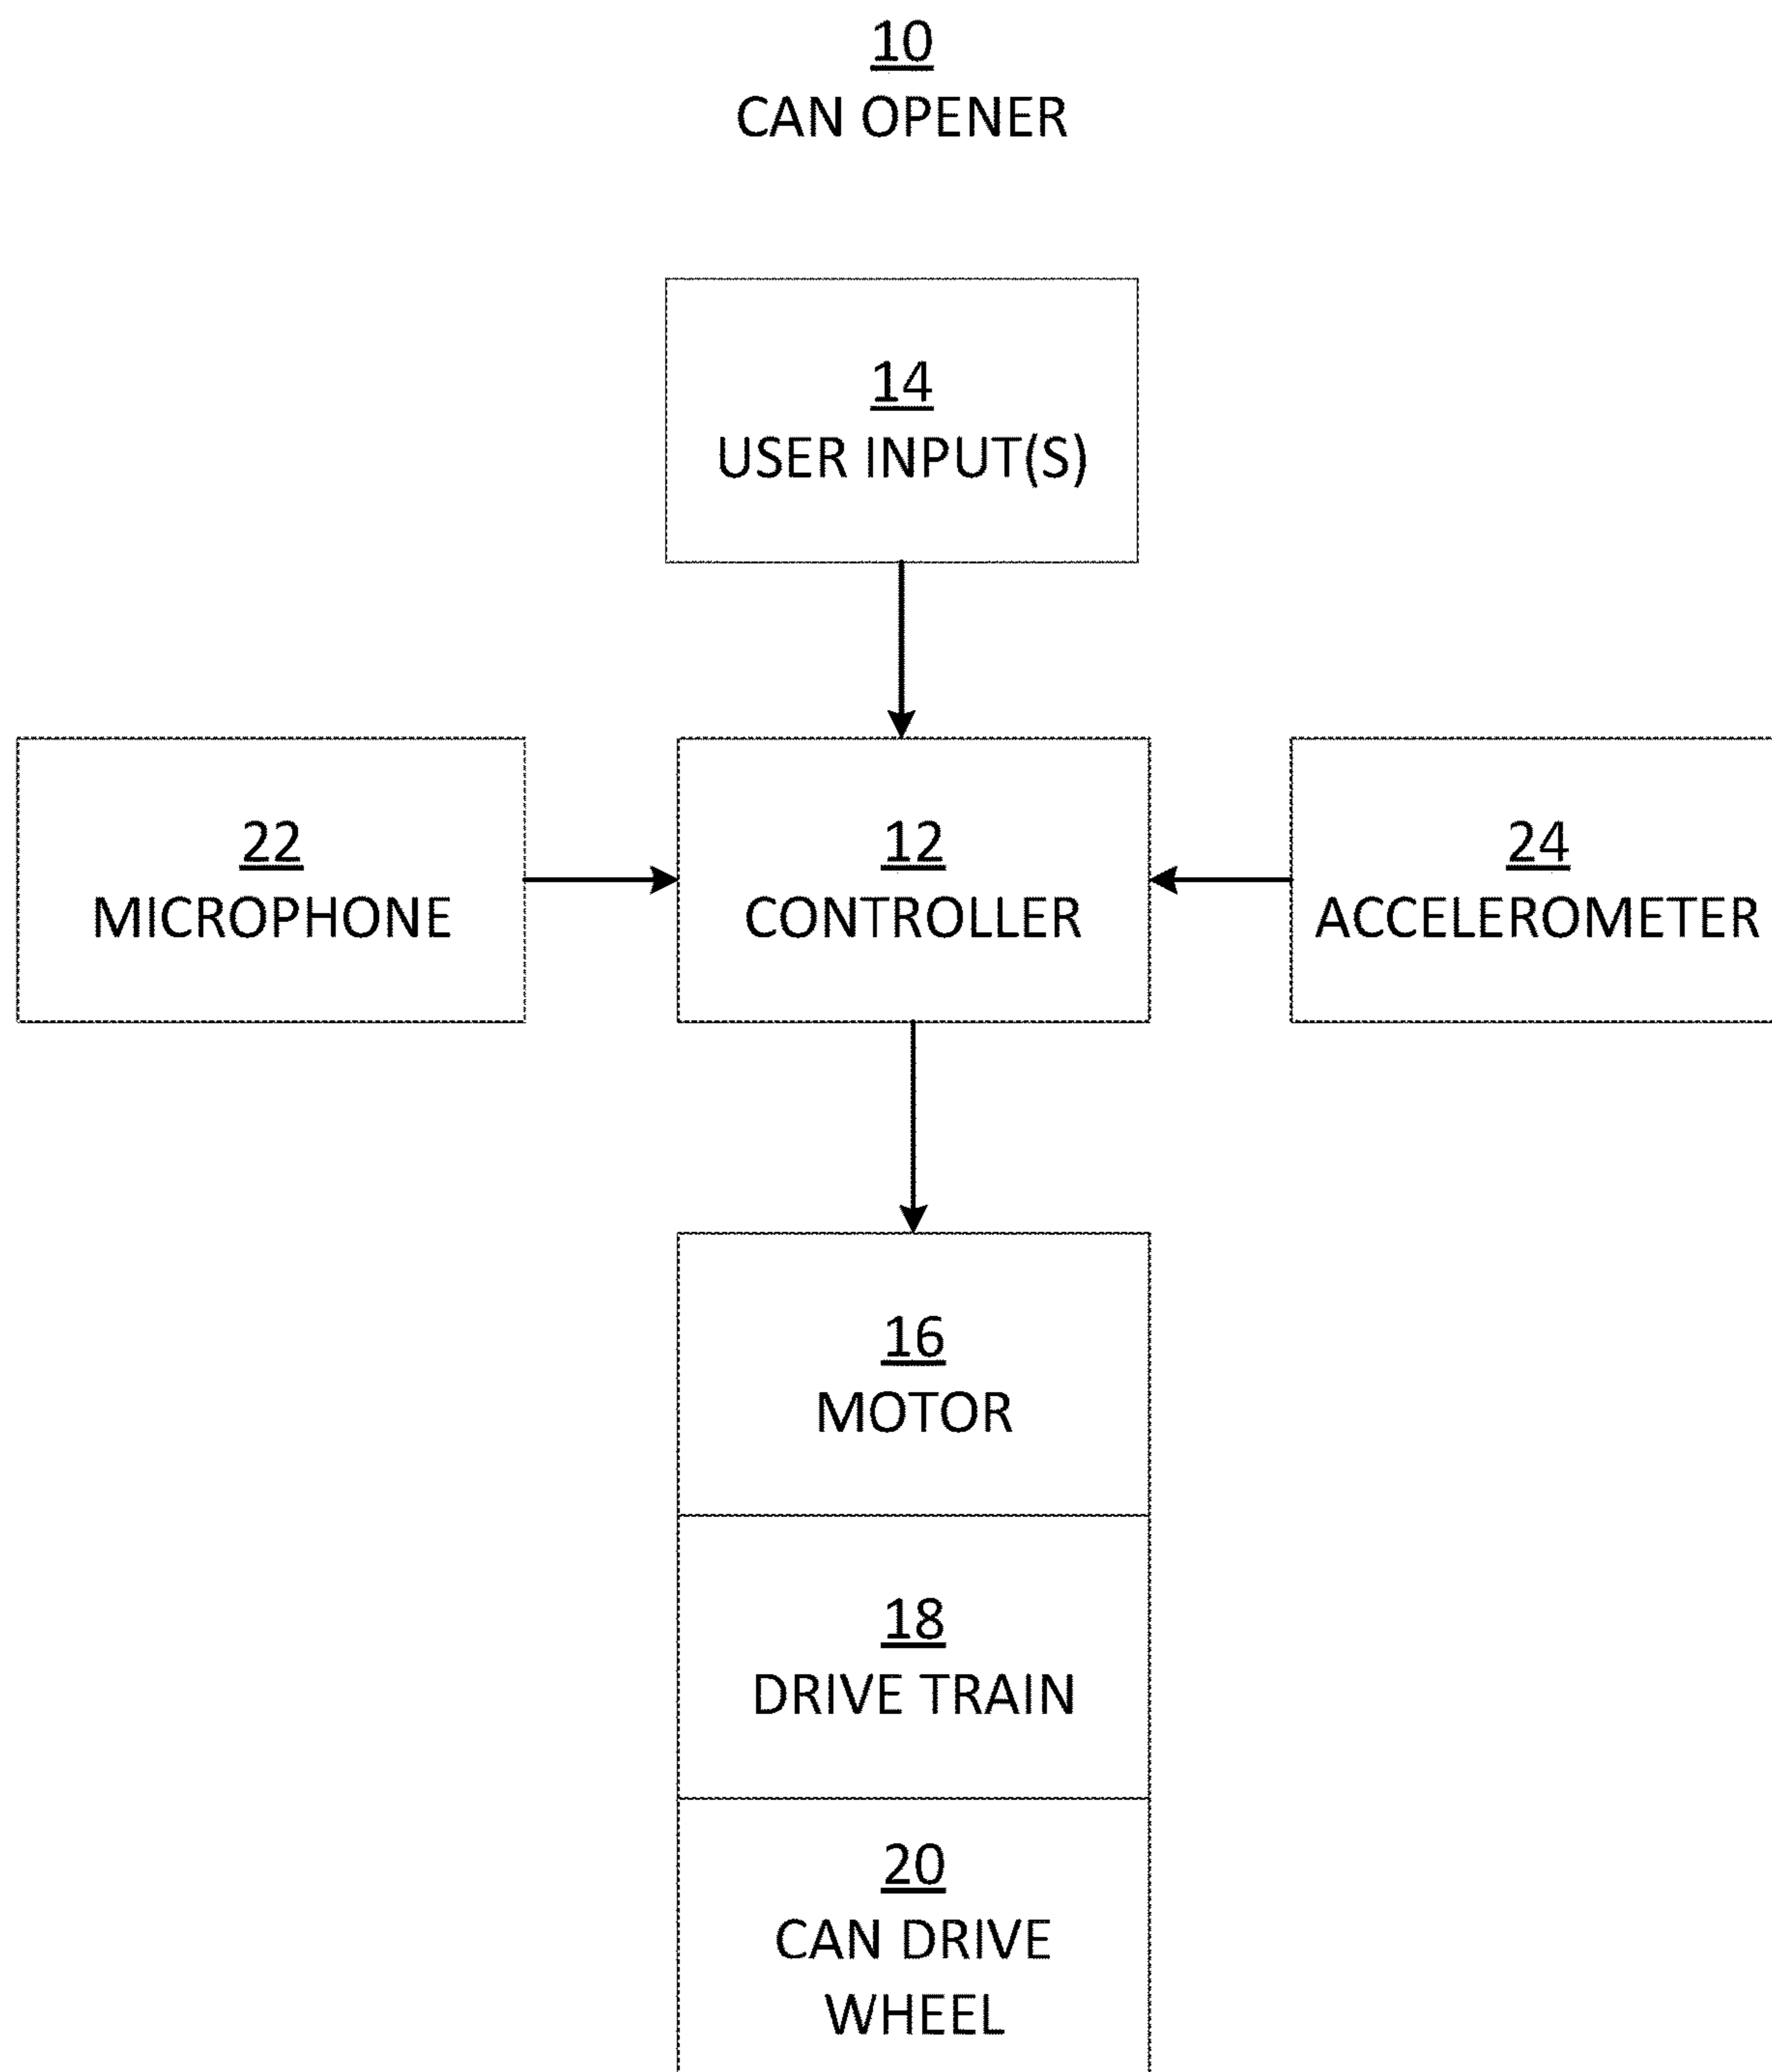 10
CAN OPENER
14
USER INPUT(S)
22
MICROPHONE
12
CONTROLLER
24
ACCELEROMETER
16
MOTOR
18
DRIVE TRAIN
20
CAN DRIVE
WHEEL